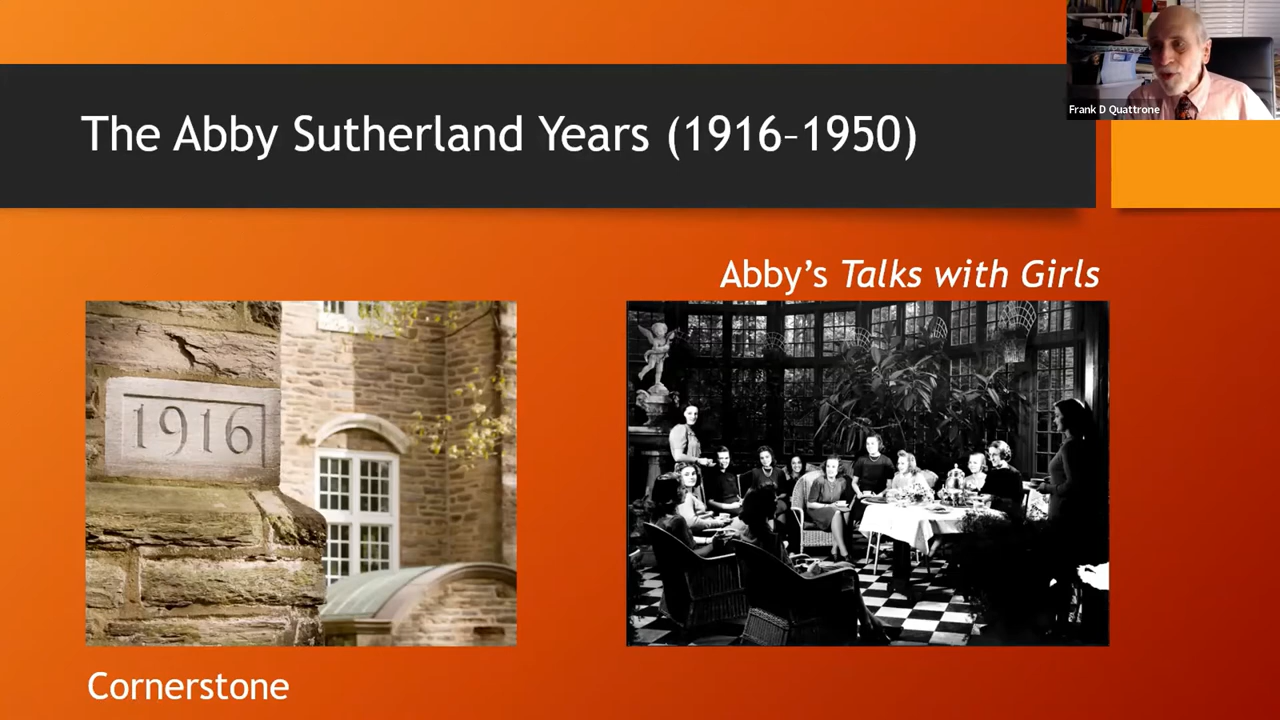 Frank D Quattrone
The Abby Sutherland Years (1916–1950)
Abby’s Talks with Girls
1916
Cornerstone